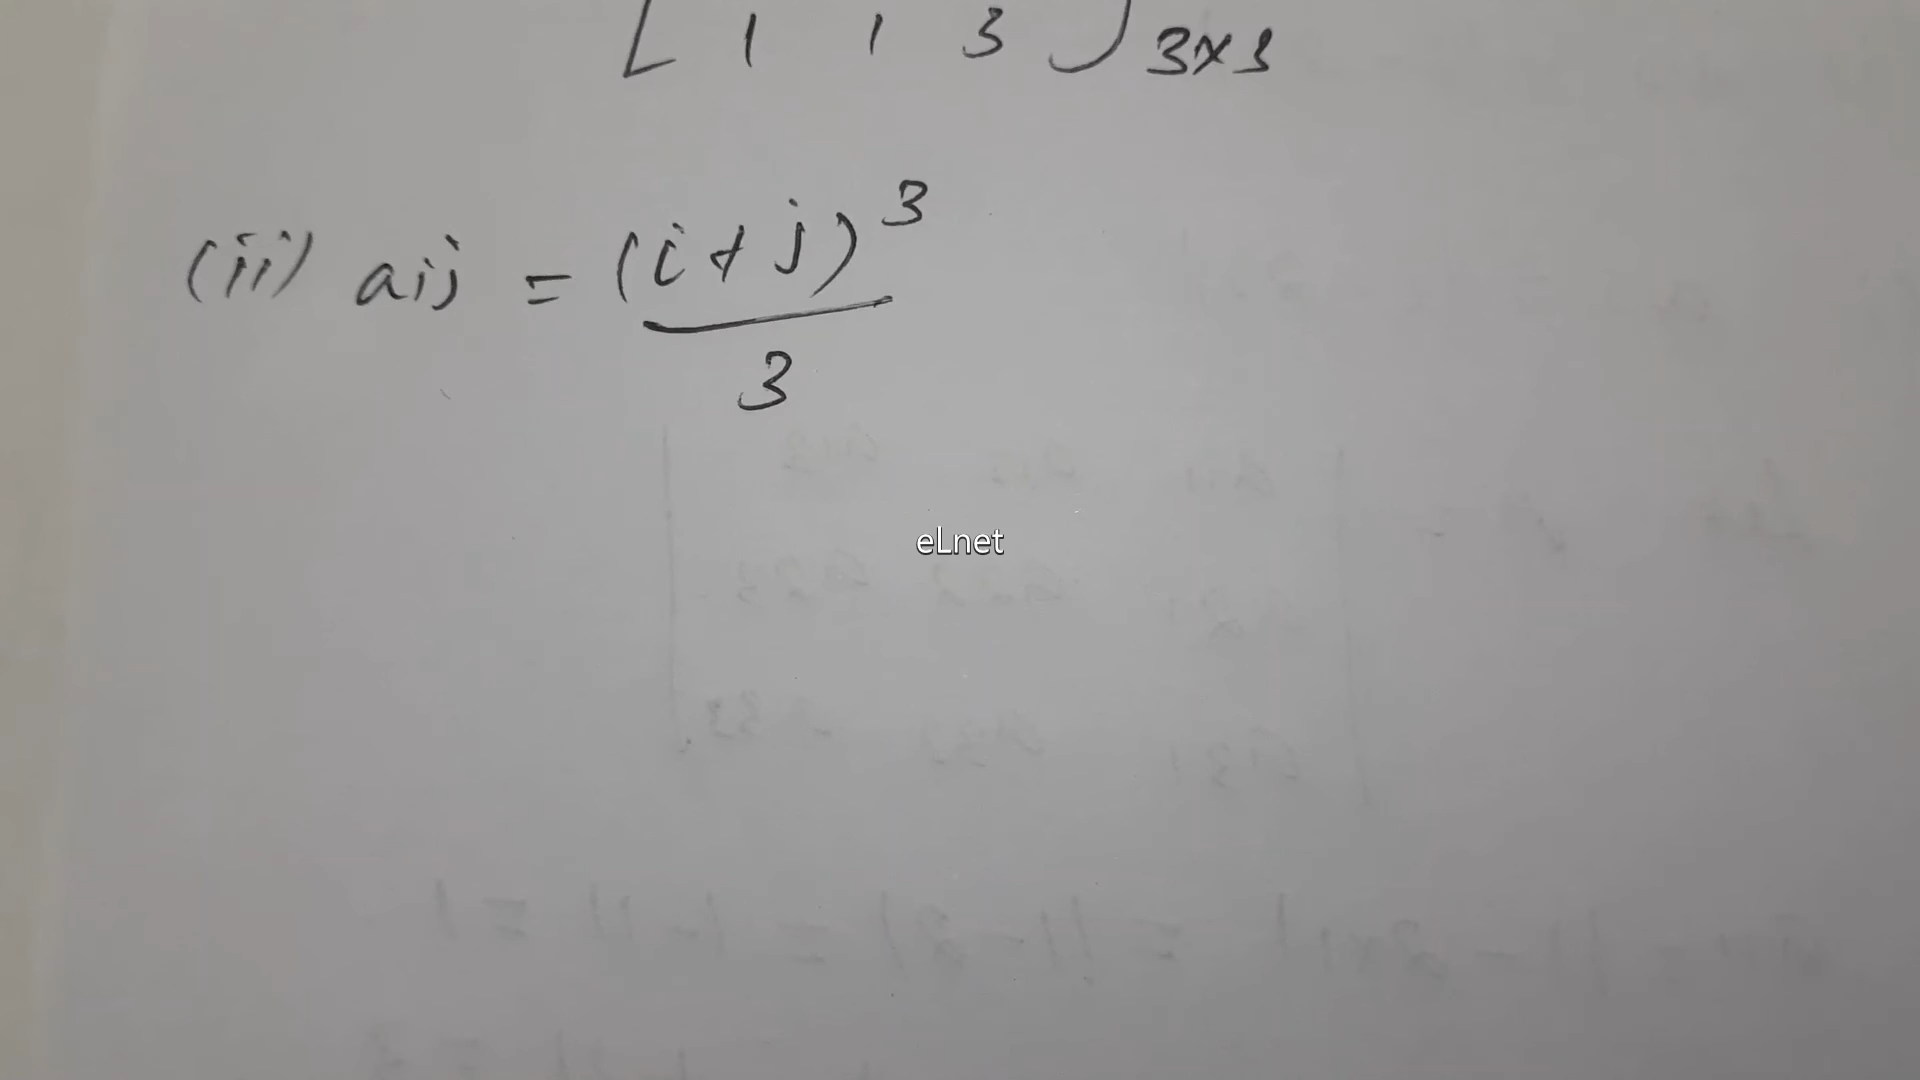 [ 1 1 3 ] 3x3
(ii) aij = (i+j)^3
3
eLnet